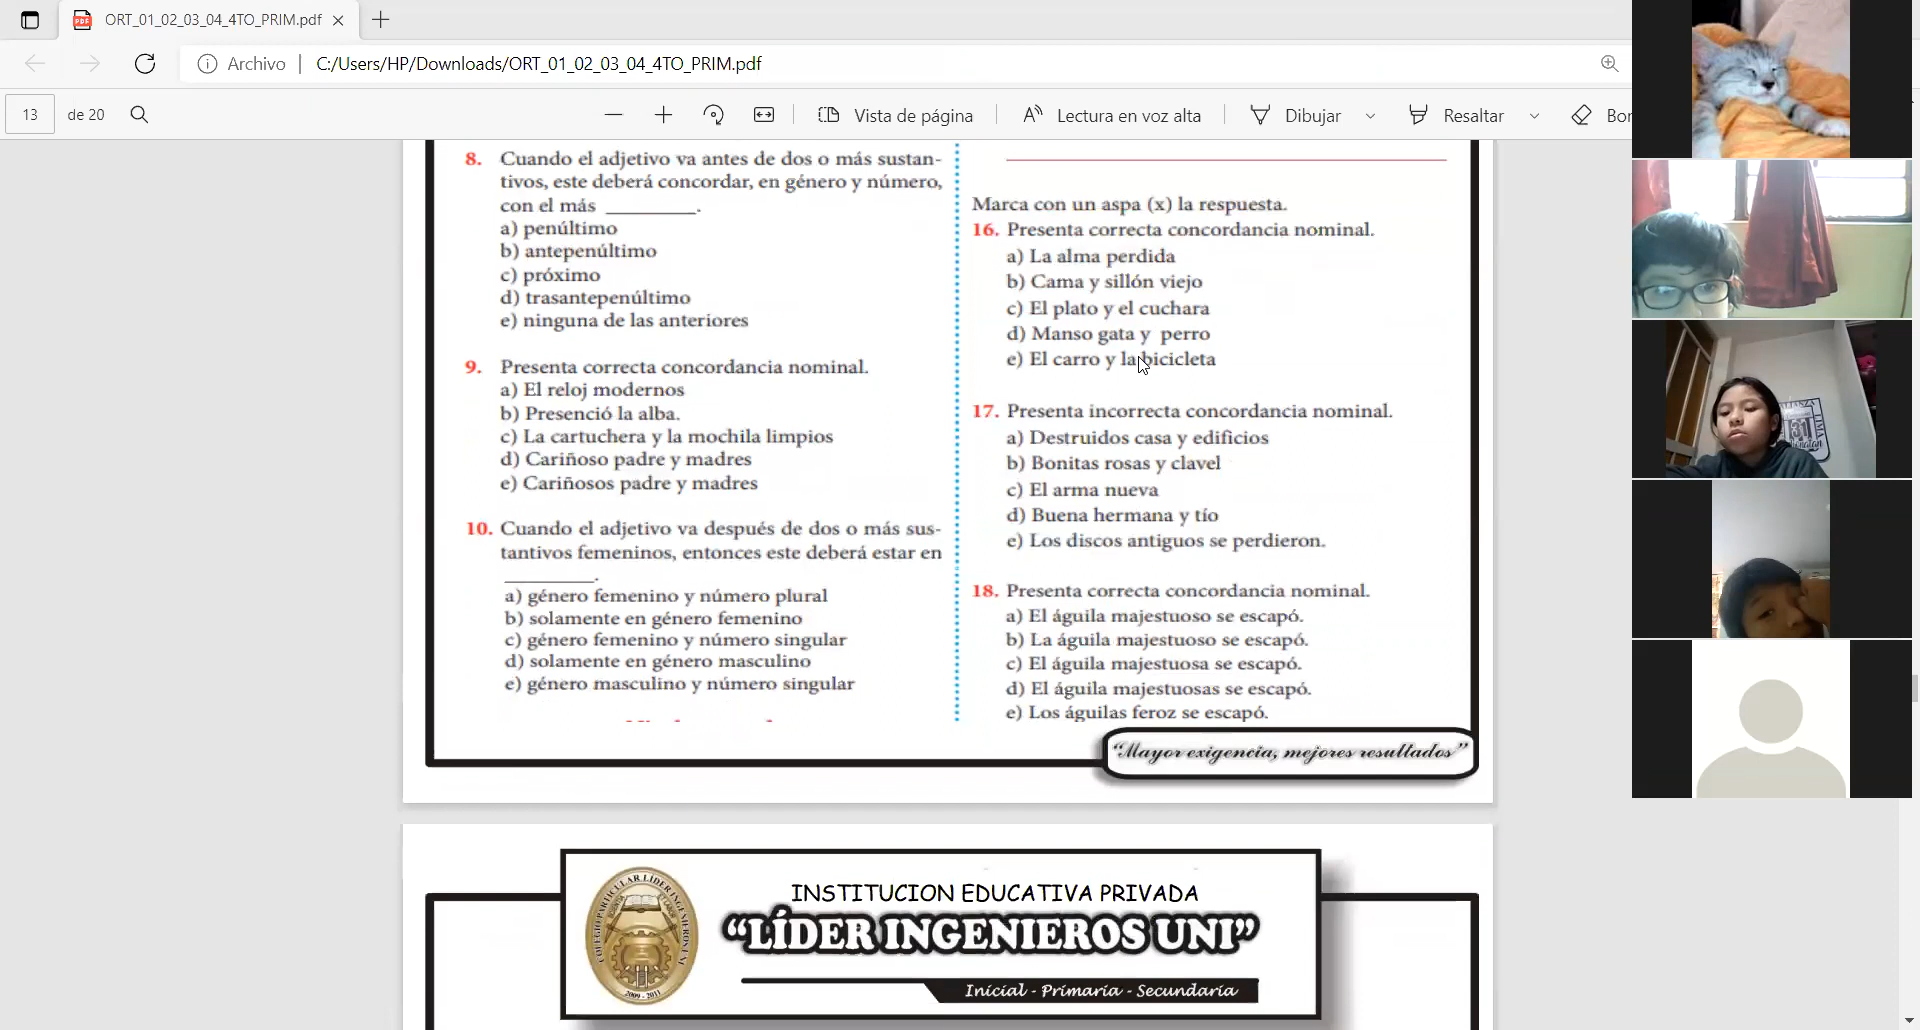 ORT_01_02_03_04_4TO_PRIM.pdf
Archivo
C:/Users/HP/Downloads/ORT_01_02_03_04_4TO_PRIM.pdf
13 de 20
Vista de página
Lectura en voz alta
Dibujar
Resaltar
8. Cuando el adjetivo va antes de dos o más sustan-
tivos, este deberá concordar, en género y número,
con el más _________.
a) penúltimo
b) antepenúltimo
c) próximo
d) trasantepenúltimo
e) ninguna de las anteriores
9. Presenta correcta concordancia nominal.
a) El reloj modernos
b) Presenció la alba.
c) La cartuchera y la mochila limpios
d) Cariñoso padre y madres
e) Cariñosos padre y madres
10. Cuando el adjetivo va después de dos o más sus-
tantivos femeninos, entonces este deberá estar en
_________.
a) género femenino y número plural
b) solamente en género femenino
c) género femenino y número singular
d) solamente en género masculino
e) género masculino y número singular
Marca con un aspa (x) la respuesta.
16. Presenta correcta concordancia nominal.
a) La alma perdida
b) Cama y sillón viejo
c) El plato y el cuchara
d) Manso gata y perro
e) El carro y la bicicleta
17. Presenta incorrecta concordancia nominal.
a) Destruidos casa y edificios
b) Bonitas rosas y clavel
c) El arma nueva
d) Buena hermana y tío
e) Los discos antiguos se perdieron.
18. Presenta correcta concordancia nominal.
a) El águila majestuoso se escapó.
b) La águila majestuoso se escapó.
c) El águila majestuosa se escapó.
d) El águila majestuosas se escapó.
e) Los águilas feroz se escapó.
“Mayor exigencia, mejores resultados”
INSTITUCION EDUCATIVA PRIVADA
“LÍDER INGENIEROS UNI”
Inicial - Primaria - Secundaria
COLEGIO PARTICULAR LÍDER INGENIEROS UNI
2009 - 2011